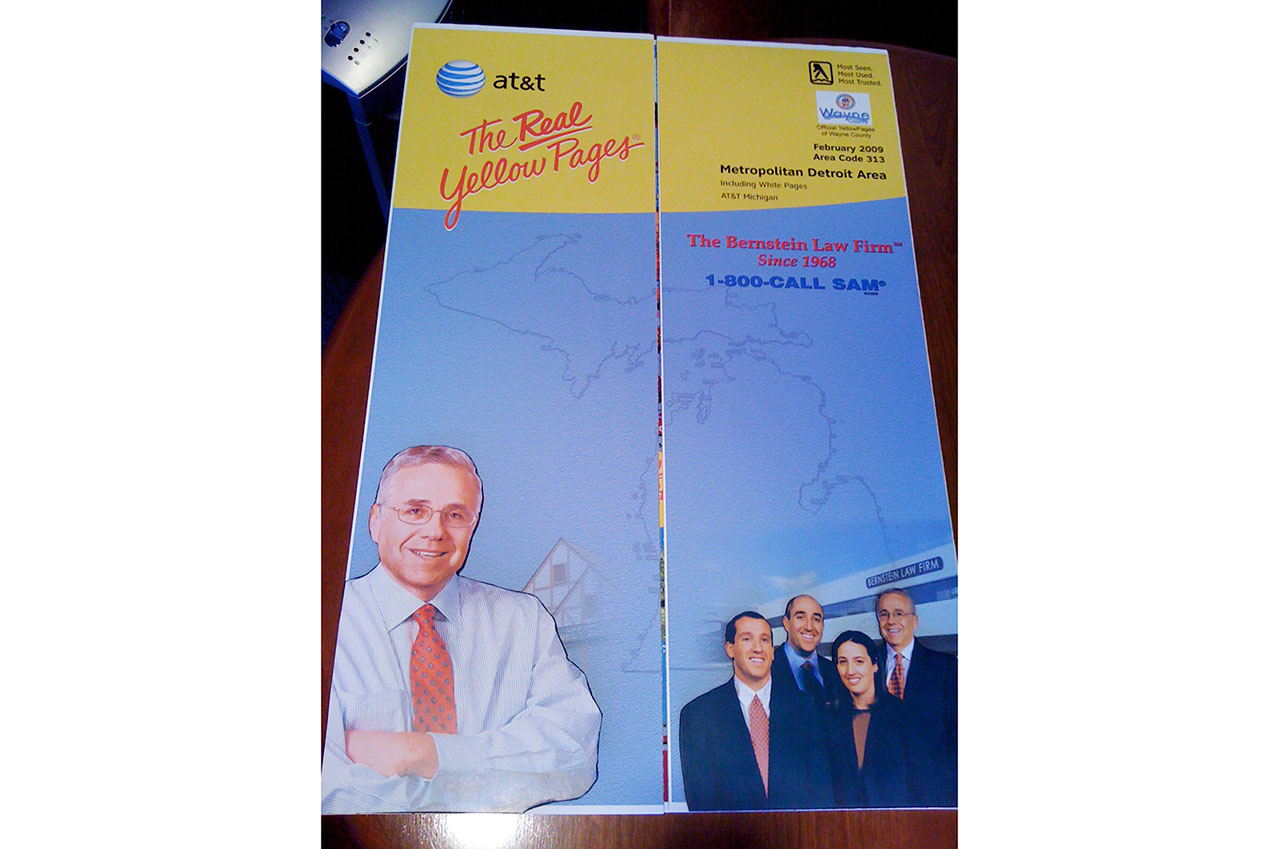 at&t
The Real
Yellow Pages®
Most Seen.
Most Used.
Most Trusted.
Wayne
Official YellowPages
of Wayne County
February 2009
Area Code 313
Metropolitan Detroit Area
Including White Pages
AT&T Michigan
The Bernstein Law Firm℠
Since 1968
1-800-CALL SAM®
BERNSTEIN LAW FIRM